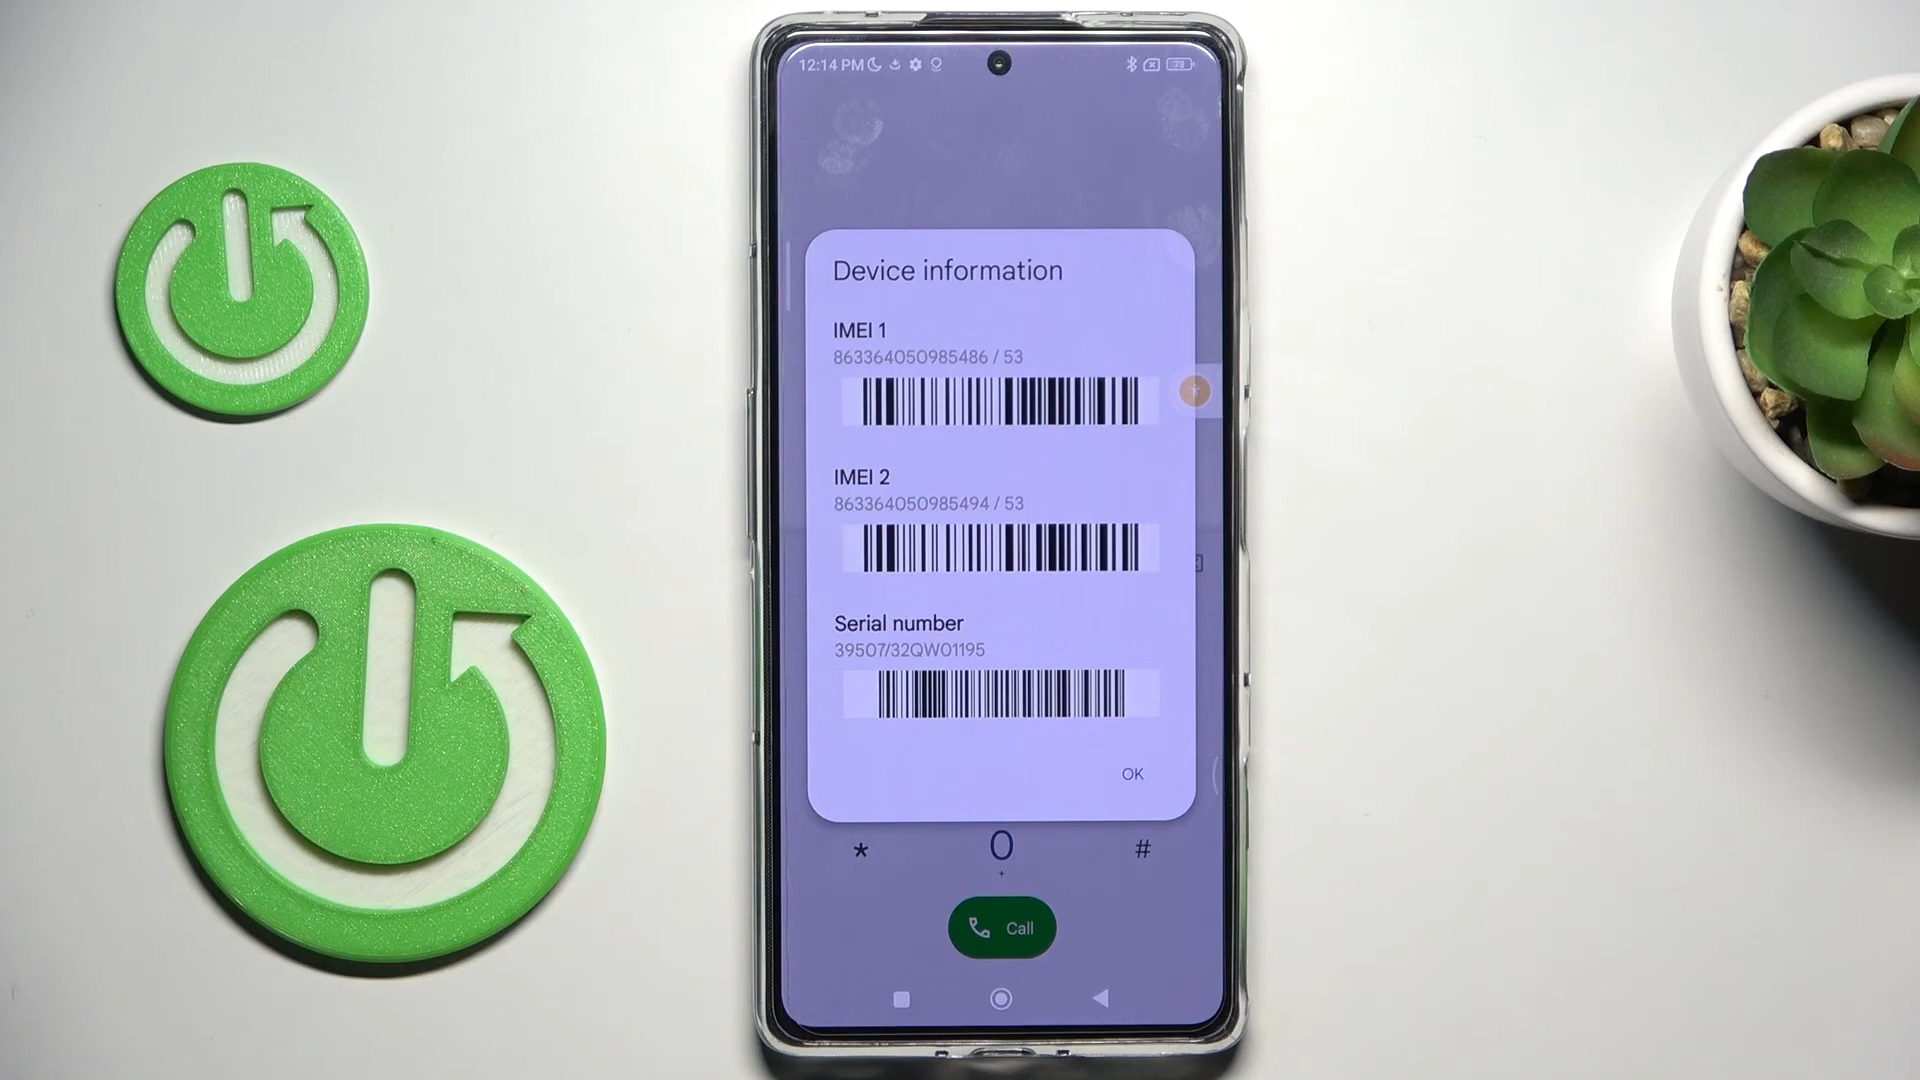 12:14 PM
73
Device information
IMEI 1
863364050985486 / 53
IMEI 2
863364050985494 / 53
Serial number
39507/32QW01195
OK
* 0 #
+
Call